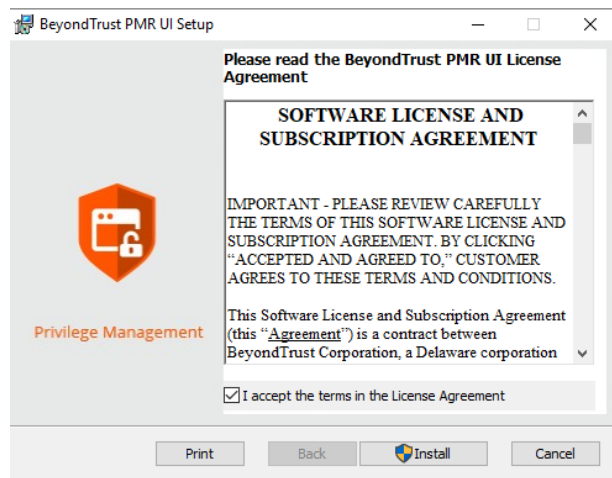 BeyondTrust PMR UI Setup
Please read the BeyondTrust PMR UI License
Agreement
SOFTWARE LICENSE AND
SUBSCRIPTION AGREEMENT
IMPORTANT - PLEASE REVIEW CAREFULLY
THE TERMS OF THIS SOFTWARE LICENSE AND
SUBSCRIPTION AGREEMENT. BY CLICKING
“ACCEPTED AND AGREED TO,” CUSTOMER
AGREES TO THESE TERMS AND CONDITIONS.
This Software License and Subscription Agreement
(this “Agreement”) is a contract between
BeyondTrust Corporation, a Delaware corporation
Privilege Management
I accept the terms in the License Agreement
Print
Back
Install
Cancel